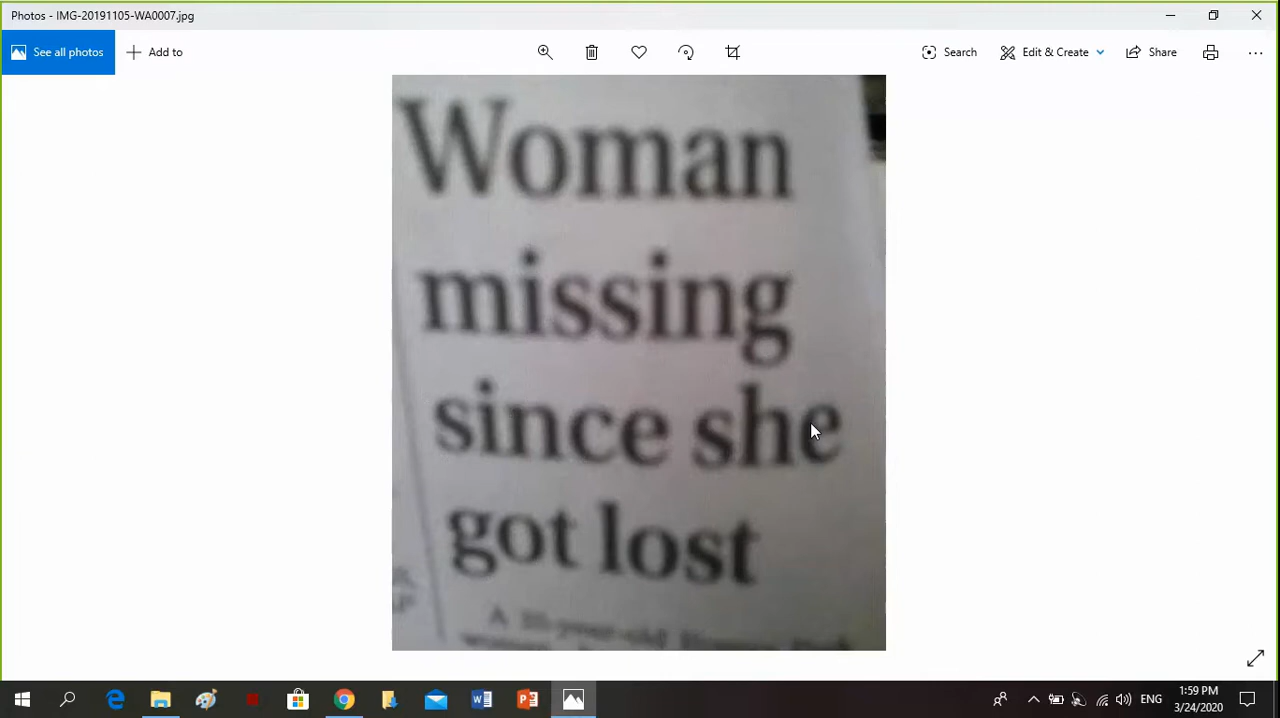 Photos - IMG-20191105-WA0007.jpg
See all photos
Add to
Search
Edit & Create
Share
Woman
missing
since she
got lost
ENG
1:59 PM
3/24/2020